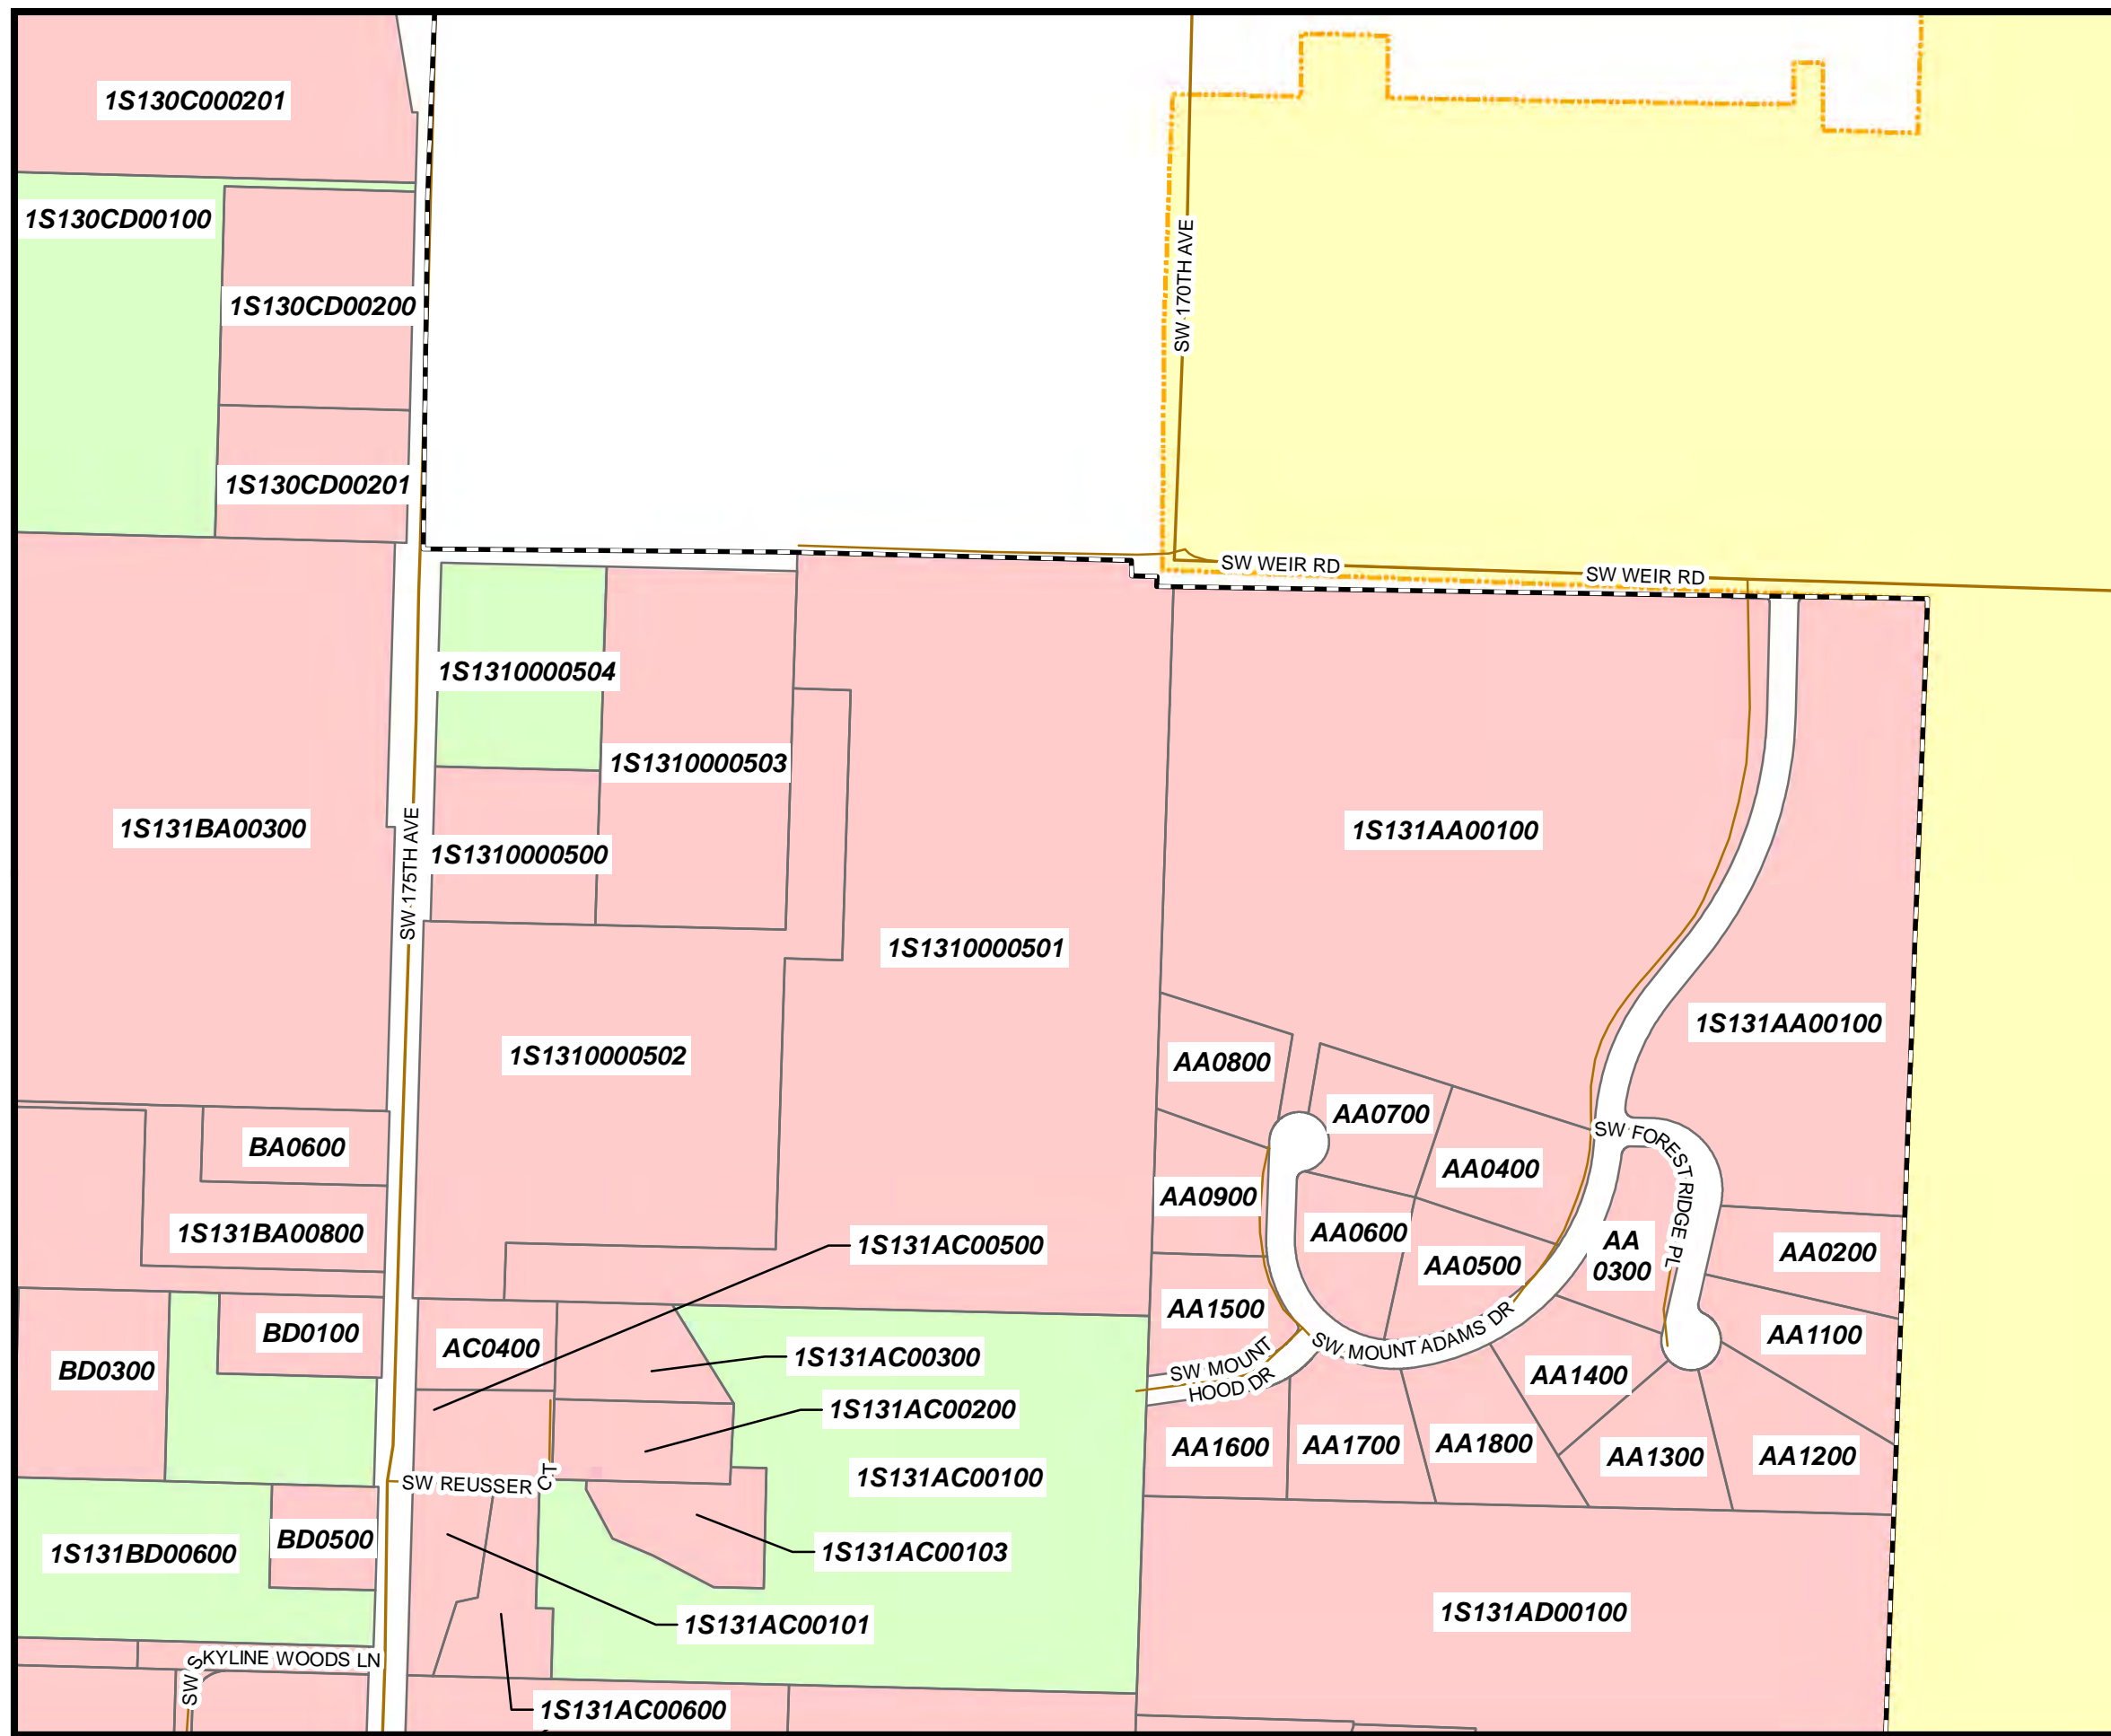 1S130C000201
1S130CD00100
1S130CD00200
SW 170TH AVE
1S130CD00201
SW WEIR RD
SW WEIR RD
1S1310000504
1S1310000503
1S131BA00300
1S1310000500
SW 175TH AVE
1S131AA00100
1S1310000501
1S131AA00100
1S1310000502
AA0800
AA0700
SW FOREST RIDGE PL
BA0600
AA0400
AA0900
1S131BA00800
1S131AC00500
AA0600
AA0500
AA
0300
AA0200
AA1500
BD0100
AC0400
BD0300
1S131AC00300
SW MOUNT
HOOD DR
SW MOUNT ADAMS DR
AA1100
AA1400
1S131AC00200
AA1600
AA1700
AA1800
AA1300
AA1200
1S131AC00100
SW REUSSER CT
BD0500
1S131BD00600
1S131AC00103
1S131AC00101
1S131AD00100
SW SKYLINE WOODS LN
1S131AC00600